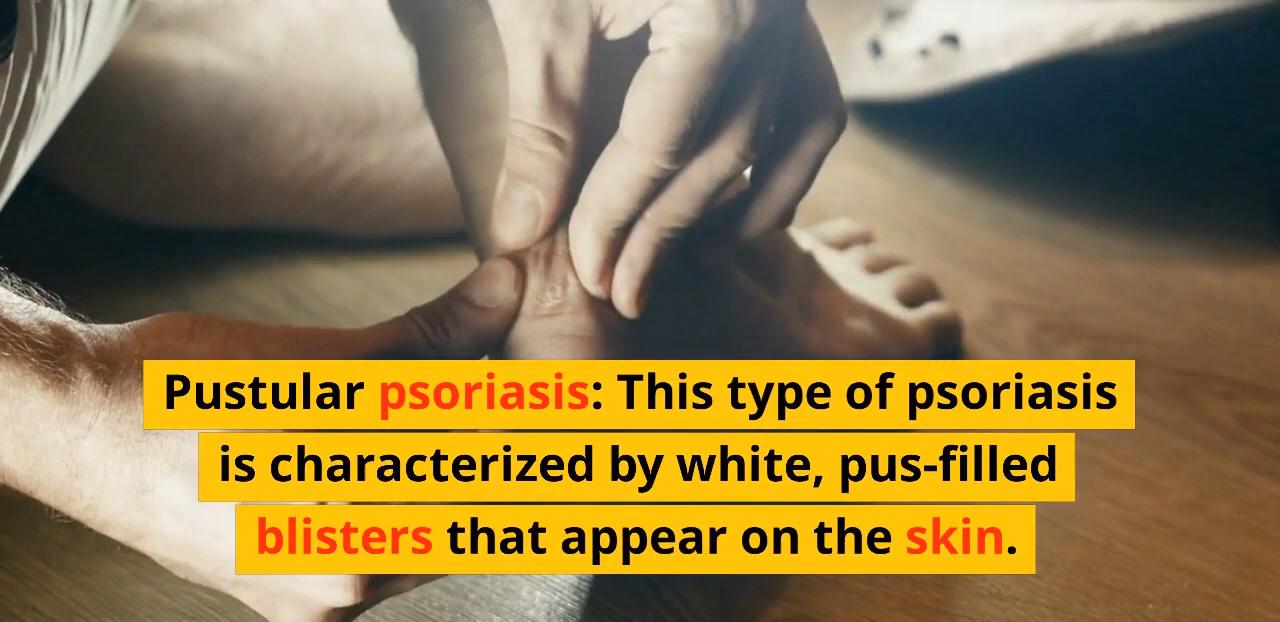 Pustular psoriasis: This type of psoriasis
is characterized by white, pus-filled
blisters that appear on the skin.